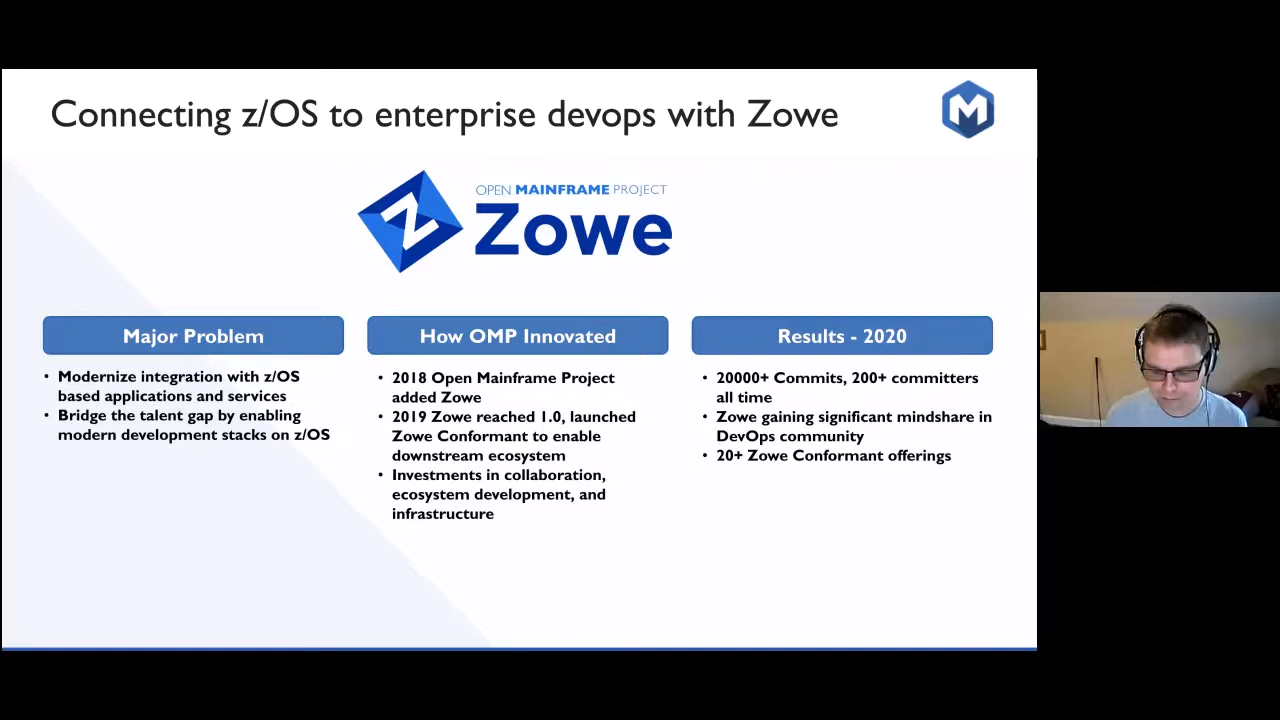 Connecting z/OS to enterprise devops with Zowe
M
Z
OPEN MAINFRAME PROJECT
Zowe
Major Problem
• Modernize integration with z/OS
based applications and services
• Bridge the talent gap by enabling
modern development stacks on z/OS
How OMP Innovated
• 2018 Open Mainframe Project
added Zowe
• 2019 Zowe reached 1.0, launched
Zowe Conformant to enable
downstream ecosystem
• Investments in collaboration,
ecosystem development, and
infrastructure
Results - 2020
• 20000+ Commits, 200+ committers
all time
• Zowe gaining significant mindshare in
DevOps community
• 20+ Zowe Conformant offerings